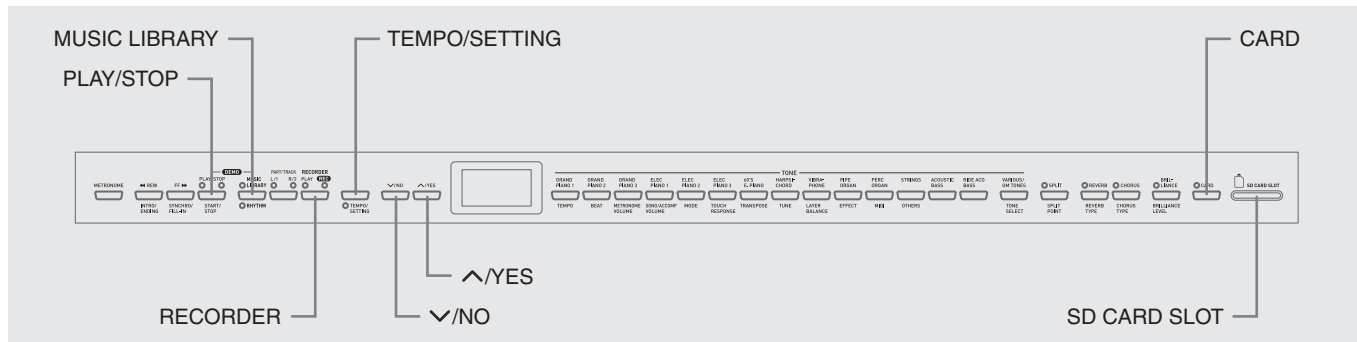 MUSIC LIBRARY
TEMPO/SETTING
CARD
PLAY/STOP
METRONOME
REW
INTRO/
ENDING
FF
SYNCHRO/
FILL-IN
DEMO
PLAY/STOP
START/
STOP
MUSIC
LIBRARY
RHYTHM
PART/TRACK
L/1
R/2
RECORDER
PLAY
REC
TEMPO/
SETTING
∨/NO
∧/YES
TONE
GRAND
PIANO 1
TEMPO
GRAND
PIANO 2
BEAT
GRAND
PIANO 3
METRONOME
VOLUME
ELEC
PIANO 1
SONG/ACCOMP
VOLUME
ELEC
PIANO 2
MODE
ELEC
PIANO 3
TOUCH
RESPONSE
60'S
E. PIANO
TRANSPOSE
HARPSI-
CHORD
TUNE
VIBRA-
PHONE
LAYER
BALANCE
PIPE
ORGAN
EFFECT
PERC
ORGAN
MIDI
STRINGS
OTHERS
ACOUSTIC
BASS
RIDE ACO
BASS
VARIOUS/
GM TONES
TONE
SELECT
SPLIT
SPLIT
POINT
REVERB
REVERB
TYPE
CHORUS
CHORUS
TYPE
BRIL-
LIANCE
BRILLIANCE
LEVEL
CARD
SD CARD SLOT
∧/YES
RECORDER
∨/NO
SD CARD SLOT